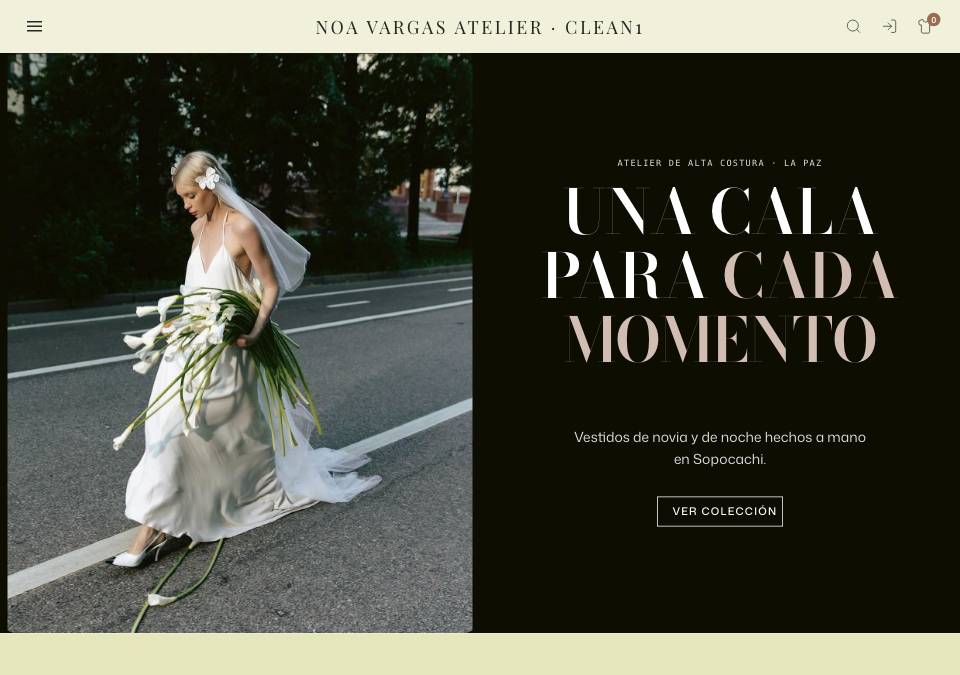 NOA VARGAS ATELIER · CLEAN1
0
ATELIER DE ALTA COSTURA · LA PAZ
UNA CALA
PARA CADA
MOMENTO
Vestidos de novia y de noche hechos a mano
en Sopocachi.
VER COLECCIÓN